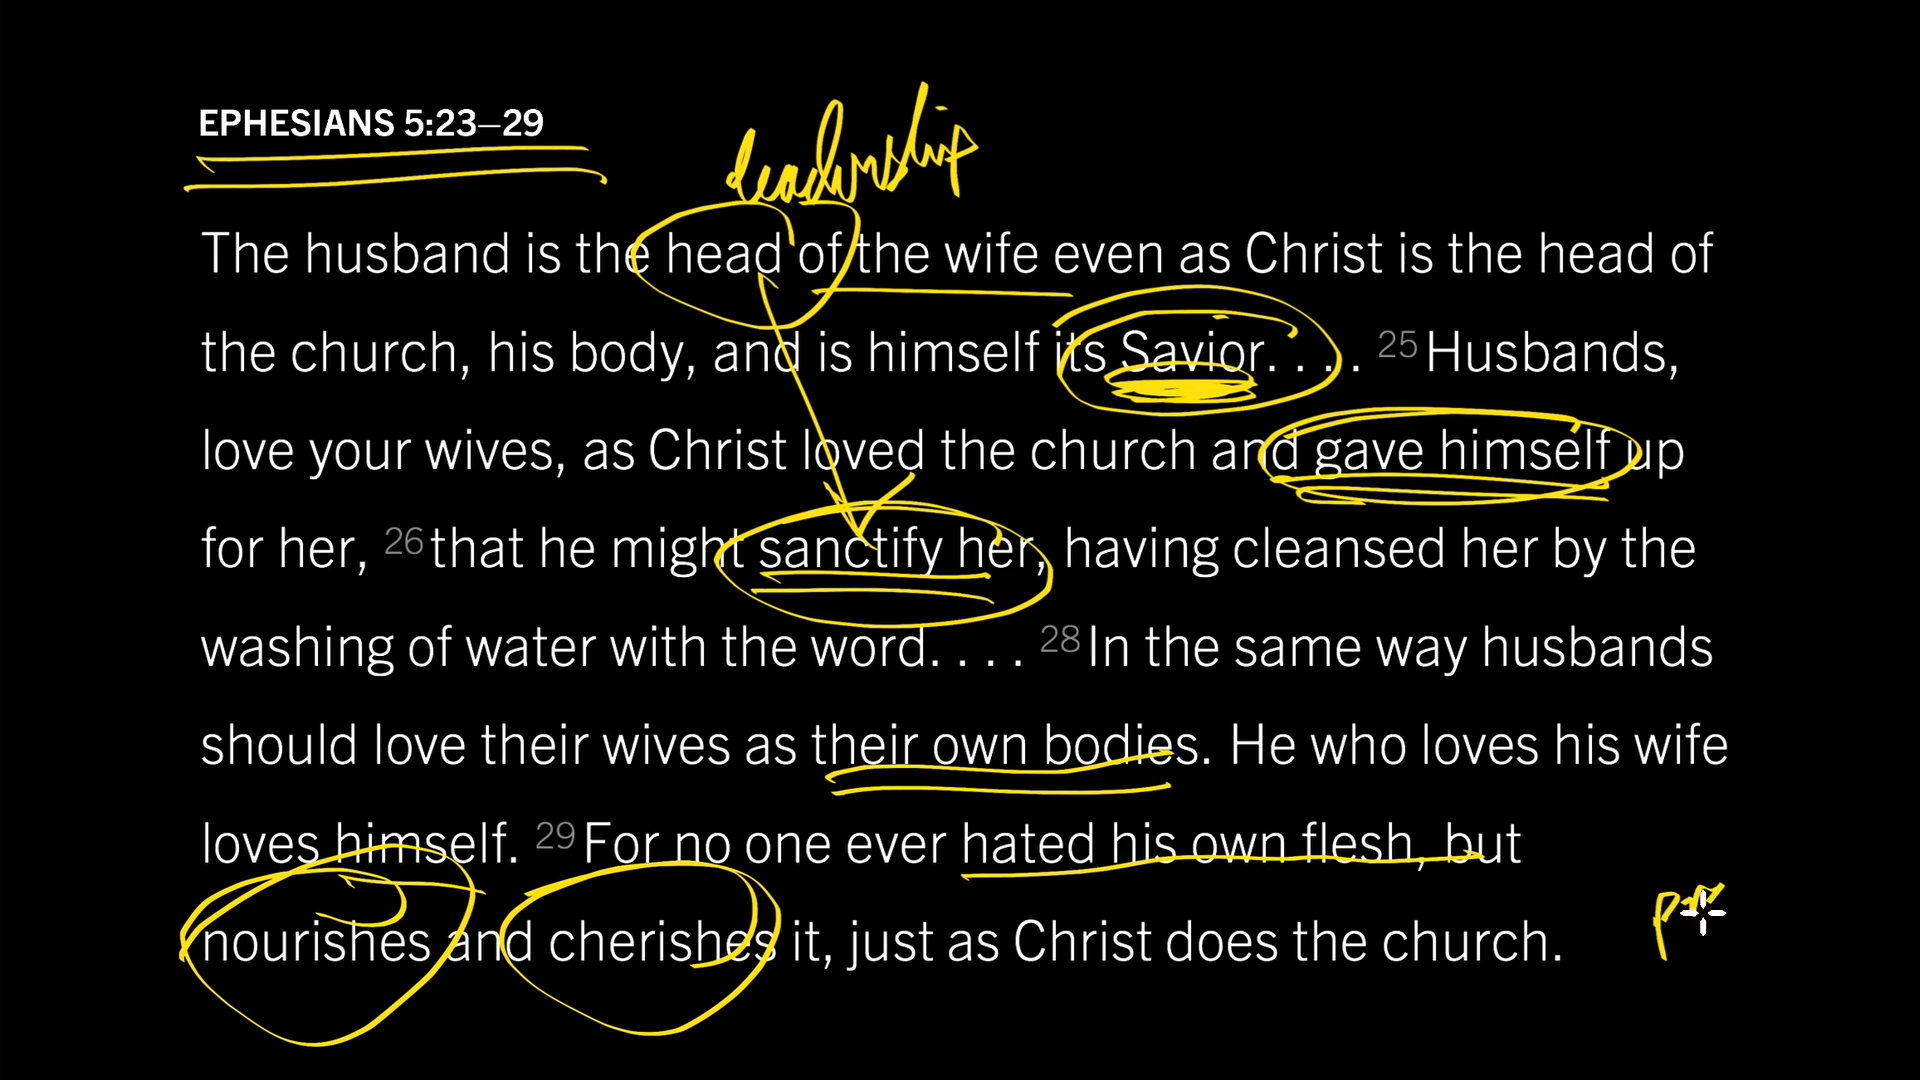 EPHESIANS 5:23–29
leadership
The husband is the head of the wife even as Christ is the head of
the church, his body, and is himself its Savior. . . . 25 Husbands,
love your wives, as Christ loved the church and gave himself up
for her, 26 that he might sanctify her, having cleansed her by the
washing of water with the word. . . . 28 In the same way husbands
should love their wives as their own bodies. He who loves his wife
loves himself. 29 For no one ever hated his own flesh, but
nourishes and cherishes it, just as Christ does the church.